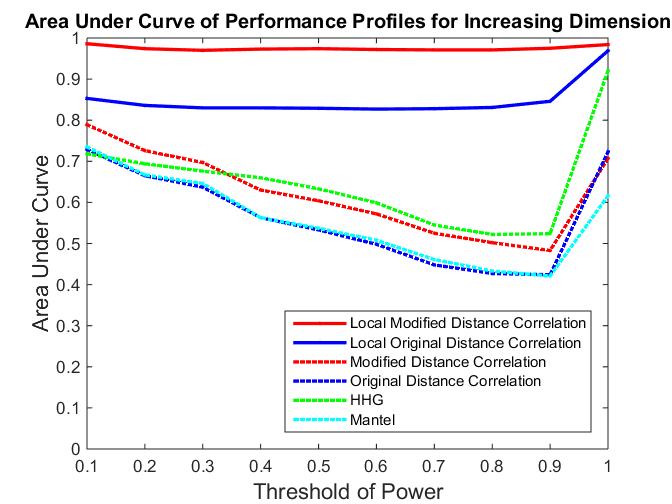 Area Under Curve of Performance Profiles for Increasing Dimension
1
0.9
0.8
0.7
0.6
0.5
0.4
0.3
0.2
0.1
0
Area Under Curve
Local Modified Distance Correlation
Local Original Distance Correlation
Modified Distance Correlation
Original Distance Correlation
HHG
Mantel
0.1 0.2 0.3 0.4 0.5 0.6 0.7 0.8 0.9 1
Threshold of Power